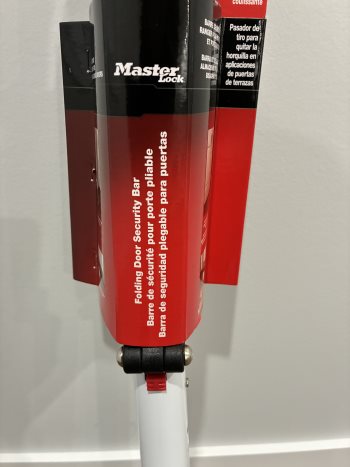 coulissante
Pasador de
tiro para
quitar la
horquilla en
aplicaciones
de puertas
de terrazas
Master
Lock
Folding Door Security Bar
Barre de sécurité pour porte pliable
Barra de seguridad plegable para puertas